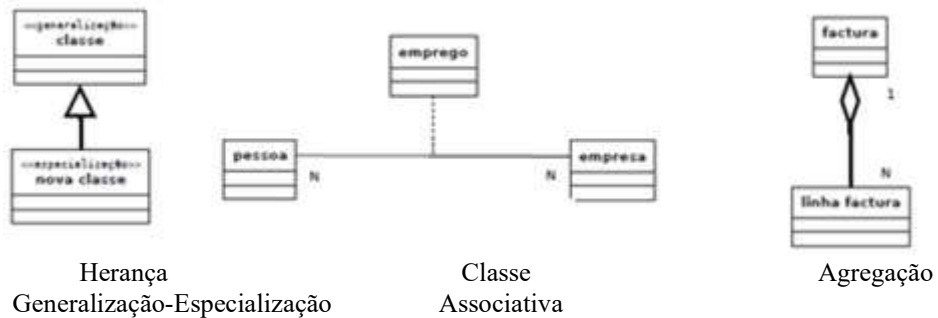 <<generalização>>
classe
<<especialização>>
nova classe
emprego
pessoa
N
N
empresa
factura
1
N
linha factura
Herança
Generalização-Especialização
Classe
Associativa
Agregação